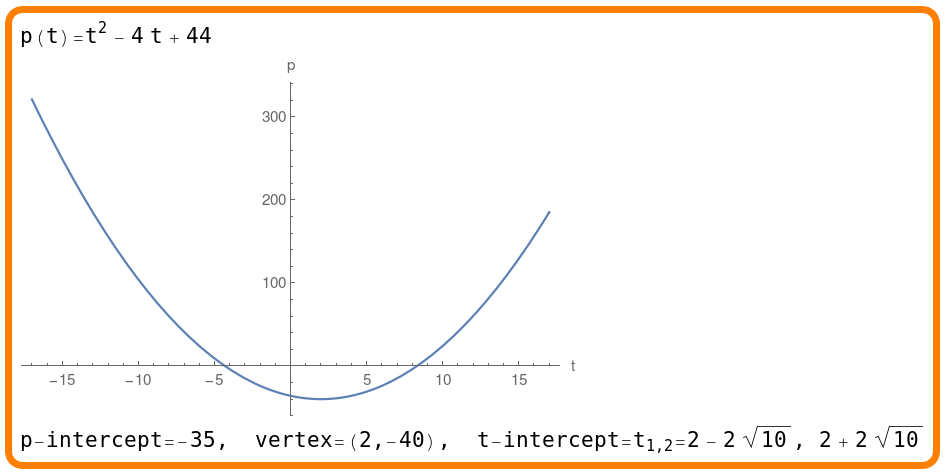 p(t)=t² − 4 t + 44
p
300
200
100
−15 −10 −5 5 10 15 t
p−intercept=−35, vertex=(2,−40), t−intercept=t₁,₂=2 − 2 √10, 2 + 2 √10